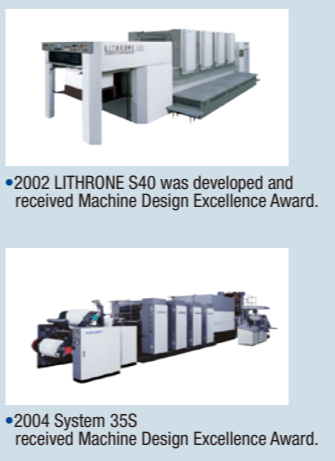 LITHRONE
•2002 LITHRONE S40 was developed and
received Machine Design Excellence Award.
•2004 System 35S
received Machine Design Excellence Award.